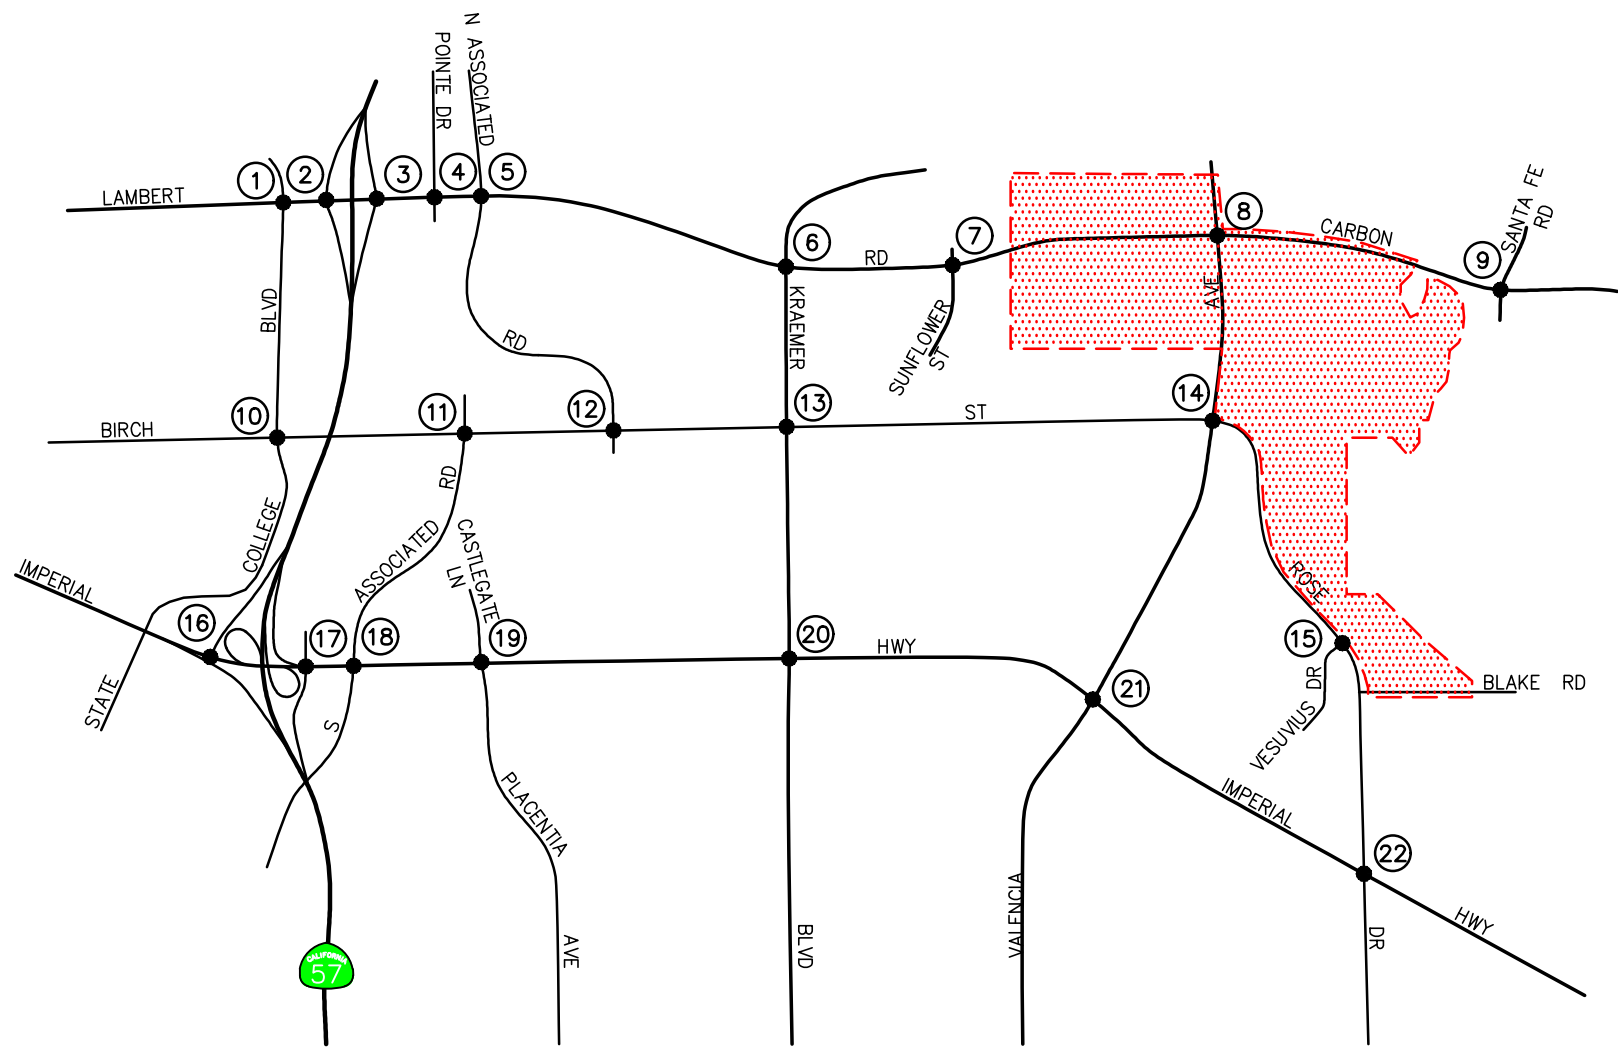 N ASSOCIATED
POINTE DR
1
2
3
4
5
LAMBERT
6
RD
7
8
CARBON
9
SANTA FE
RD
BLVD
RD
KRAEMER
SUNFLOWER
ST
AVE
BIRCH
10
11
12
13
ST
14
RD
COLLEGE
ASSOCIATED
CASTLEGATE
LN
IMPERIAL
ROSE
16
17
18
19
20
HWY
15
STATE
S
21
DR
BLAKE RD
VESUVIUS
PLACENTIA
IMPERIAL
22
VALENCIA
AVE
BLVD
DR
HWY
CALIFORNIA
57